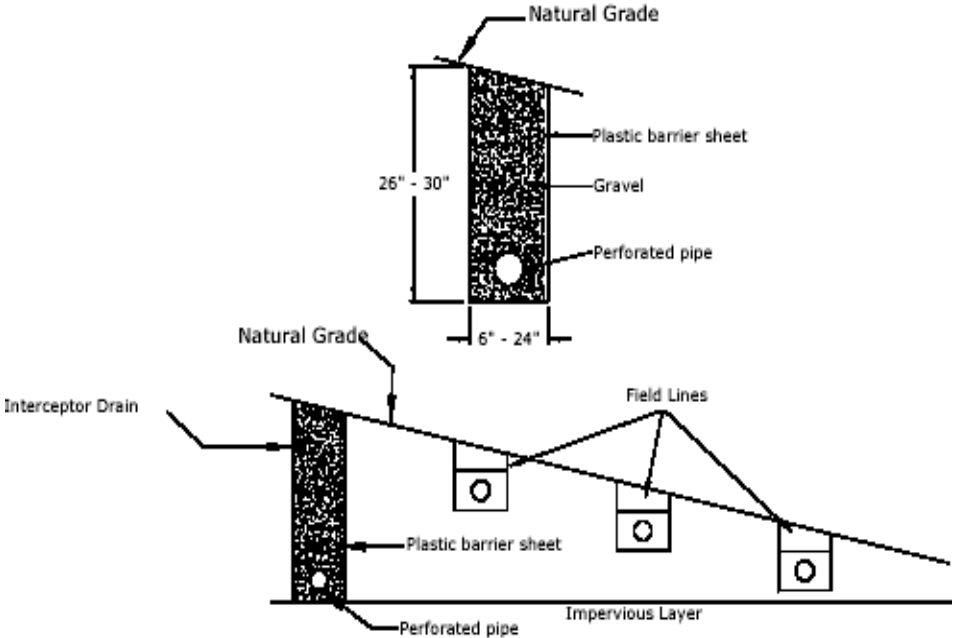 Natural Grade
Plastic barrier sheet
26" - 30"
Gravel
Perforated pipe
6" - 24"
Natural Grade
Interceptor Drain
Field Lines
Plastic barrier sheet
Impervious Layer
Perforated pipe